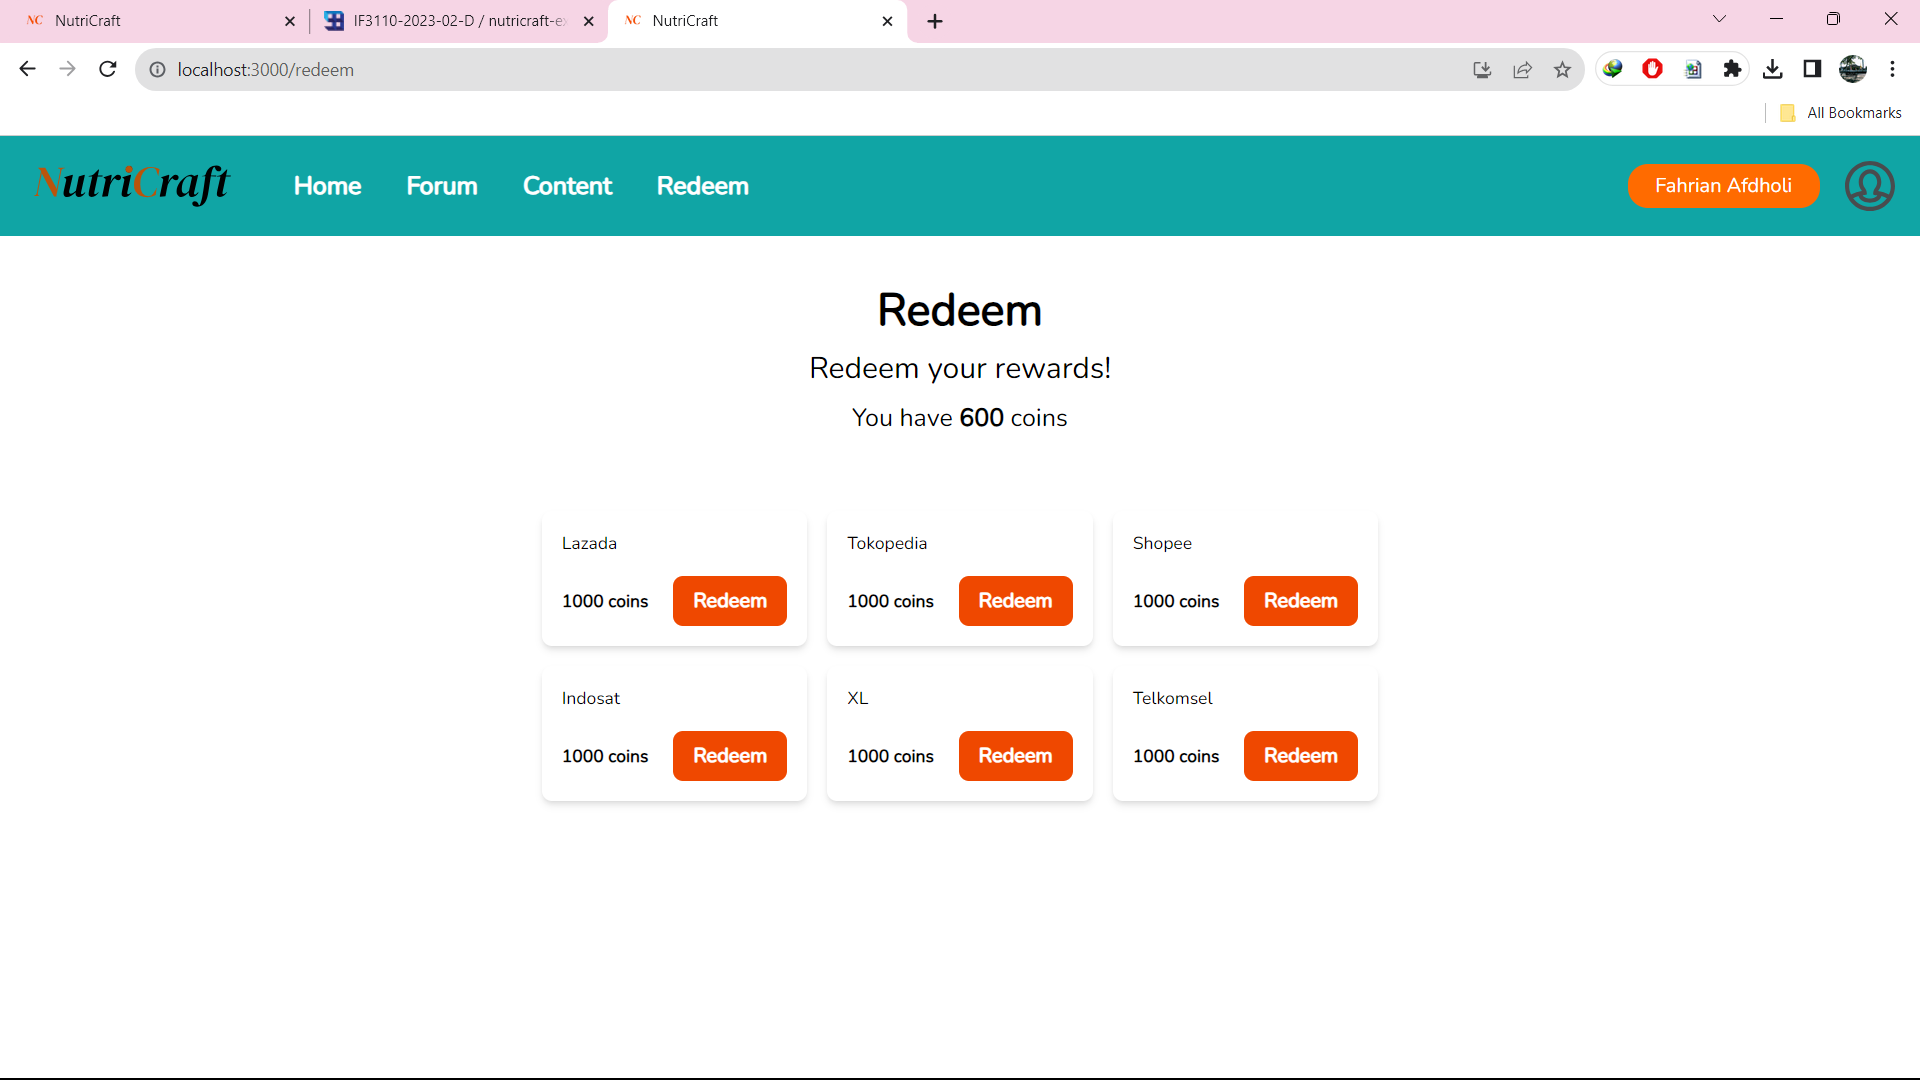 NC NutriCraft
IF3110-2023-02-D / nutricraft-ex
NC NutriCraft
localhost:3000/redeem
All Bookmarks
NutriCraft Home Forum Content Redeem Fahrian Afdholi
Redeem
Redeem your rewards!
You have 600 coins
Lazada
1000 coins Redeem
Tokopedia
1000 coins Redeem
Shopee
1000 coins Redeem
Indosat
1000 coins Redeem
XL
1000 coins Redeem
Telkomsel
1000 coins Redeem